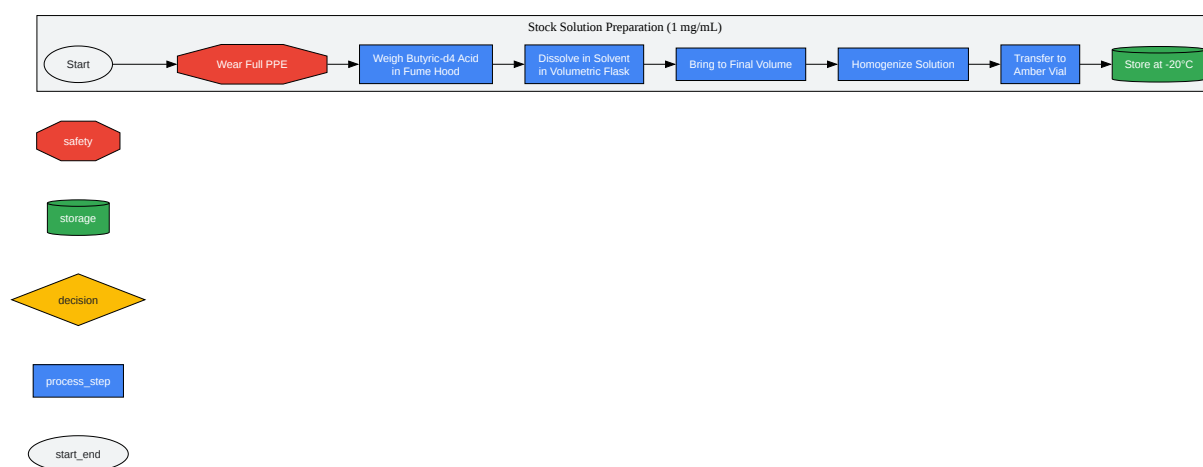 Stock Solution Preparation (1 mg/mL)
Start
Wear Full PPE
Weigh Butyric-d4 Acid
in Fume Hood
Dissolve in Solvent
in Volumetric Flask
Bring to Final Volume
Homogenize Solution
Transfer to
Amber Vial
Store at -20°C
safety
storage
decision
process_step
start_end